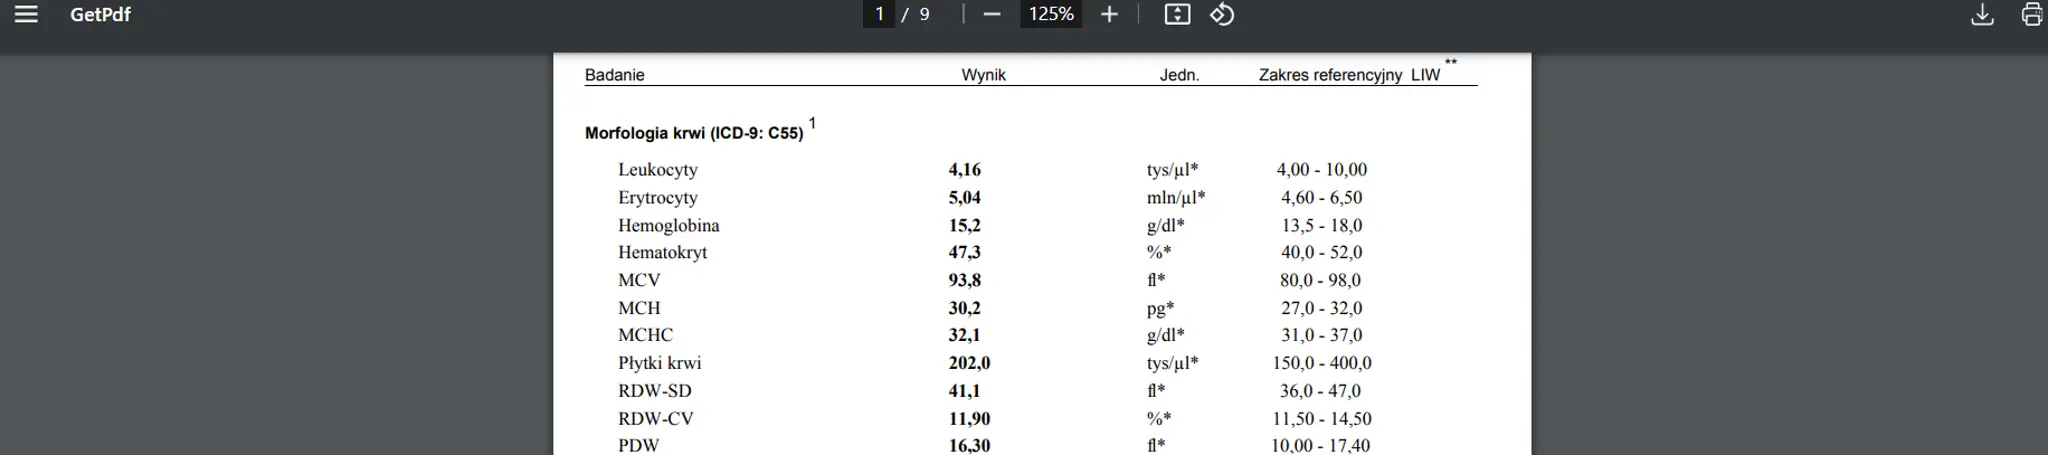 GetPdf 1 / 9 125%
Badanie Wynik Jedn. Zakres referencyjny LIW **
Morfologia krwi (ICD-9: C55) 1
Leukocyty 4,16 tys/µl* 4,00 - 10,00
Erytrocyty 5,04 mln/µl* 4,60 - 6,50
Hemoglobina 15,2 g/dl* 13,5 - 18,0
Hematokryt 47,3 %* 40,0 - 52,0
MCV 93,8 fl* 80,0 - 98,0
MCH 30,2 pg* 27,0 - 32,0
MCHC 32,1 g/dl* 31,0 - 37,0
Płytki krwi 202,0 tys/µl* 150,0 - 400,0
RDW-SD 41,1 fl* 36,0 - 47,0
RDW-CV 11,90 %* 11,50 - 14,50
PDW 16,30 fl* 10,00 - 17,40